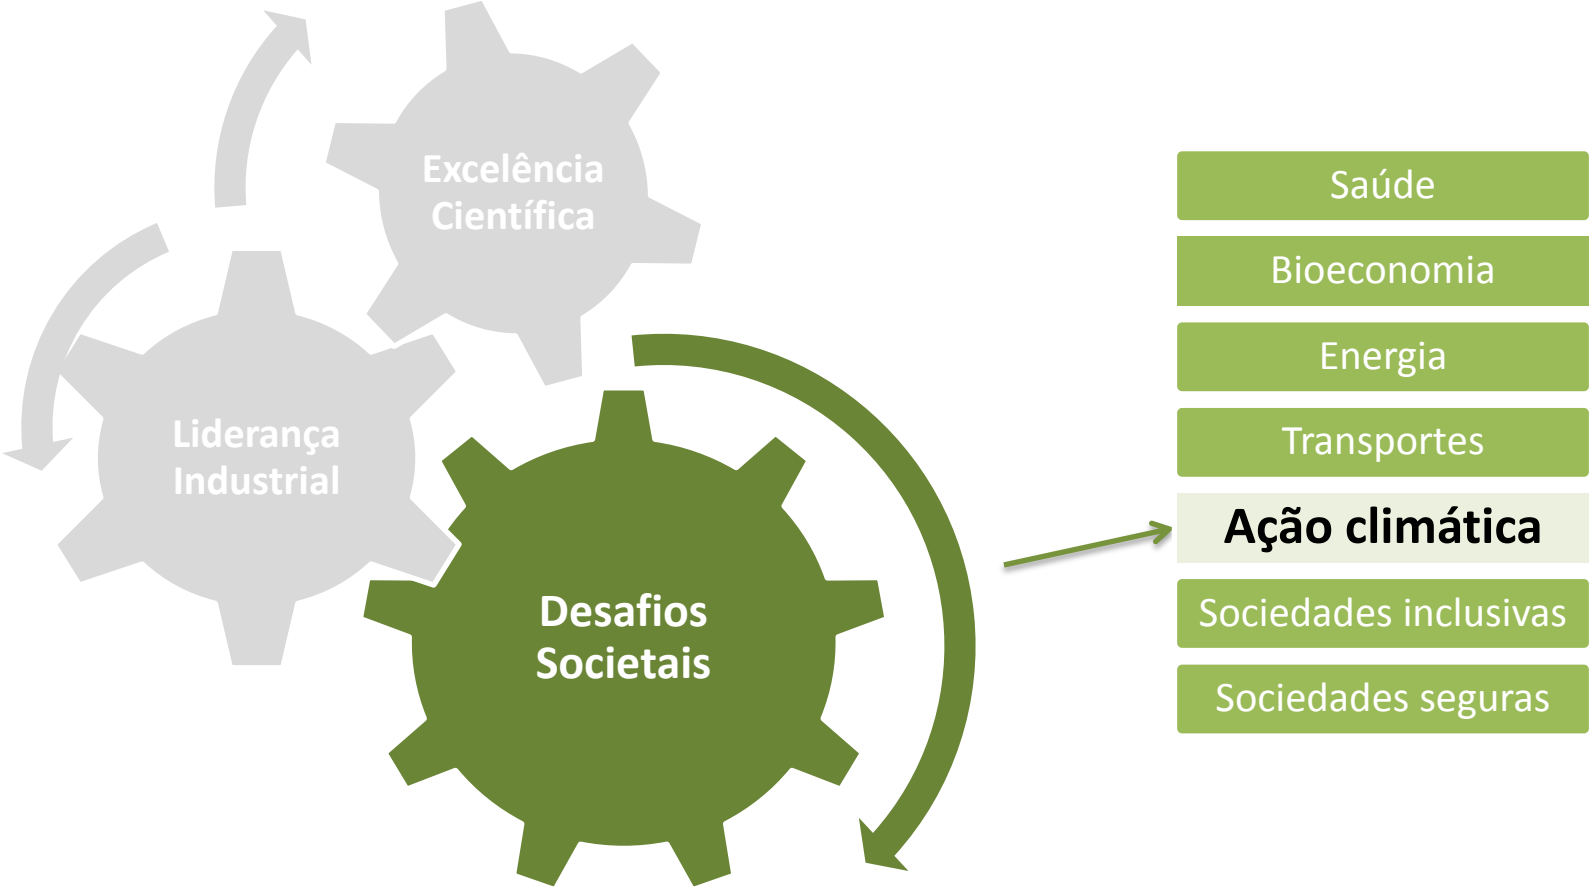 Excelência
Científica
Liderança
Industrial
Desafios
Societais
Saúde
Bioeconomia
Energia
Transportes
Ação climática
Sociedades inclusivas
Sociedades seguras